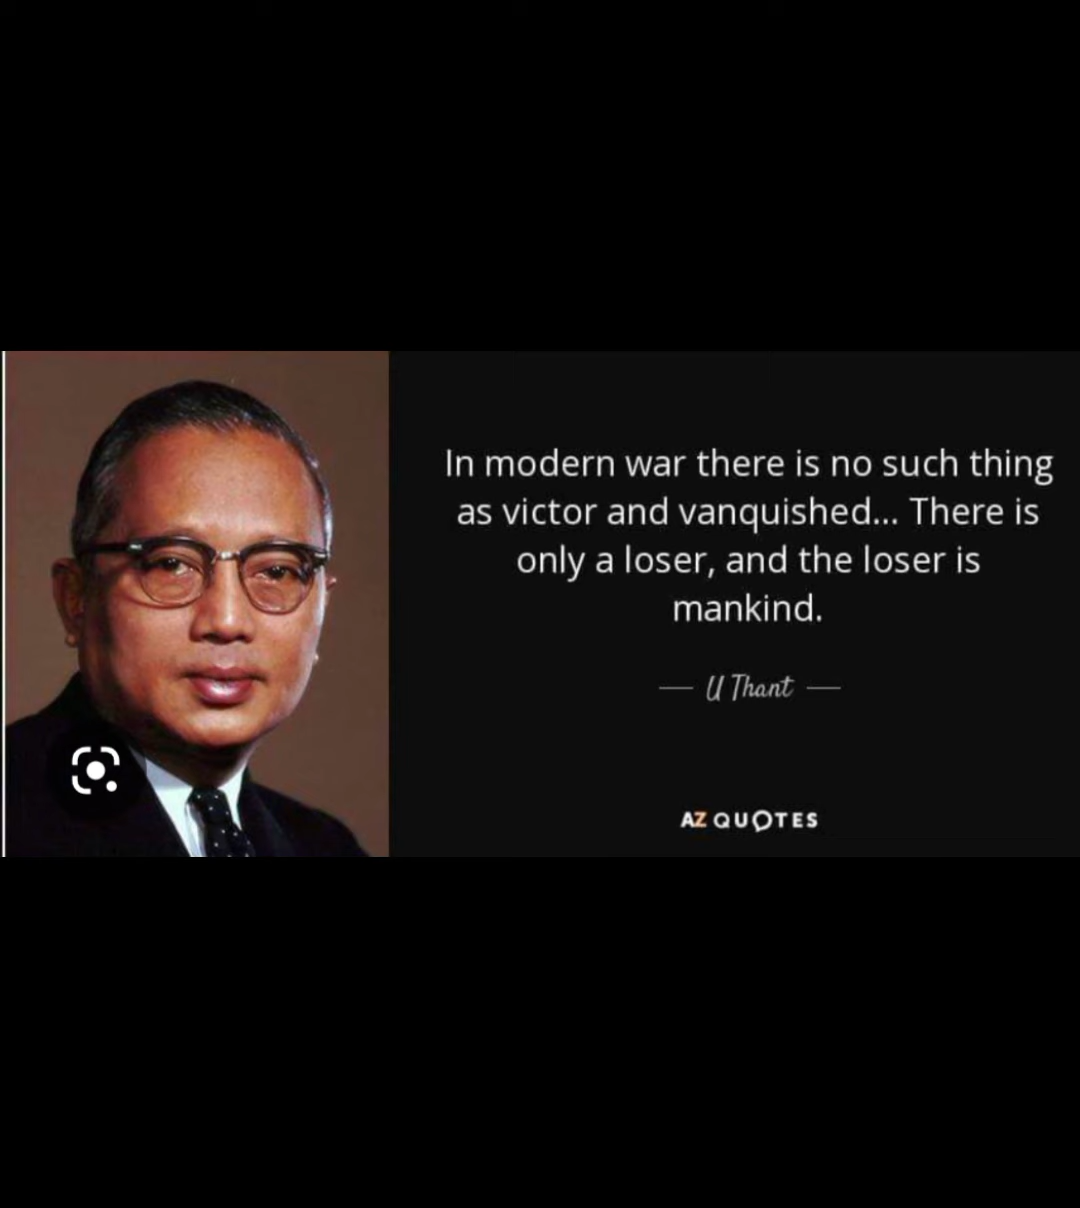 In modern war there is no such thing
as victor and vanquished... There is
only a loser, and the loser is
mankind.
— U Thant —
AZ QUOTES